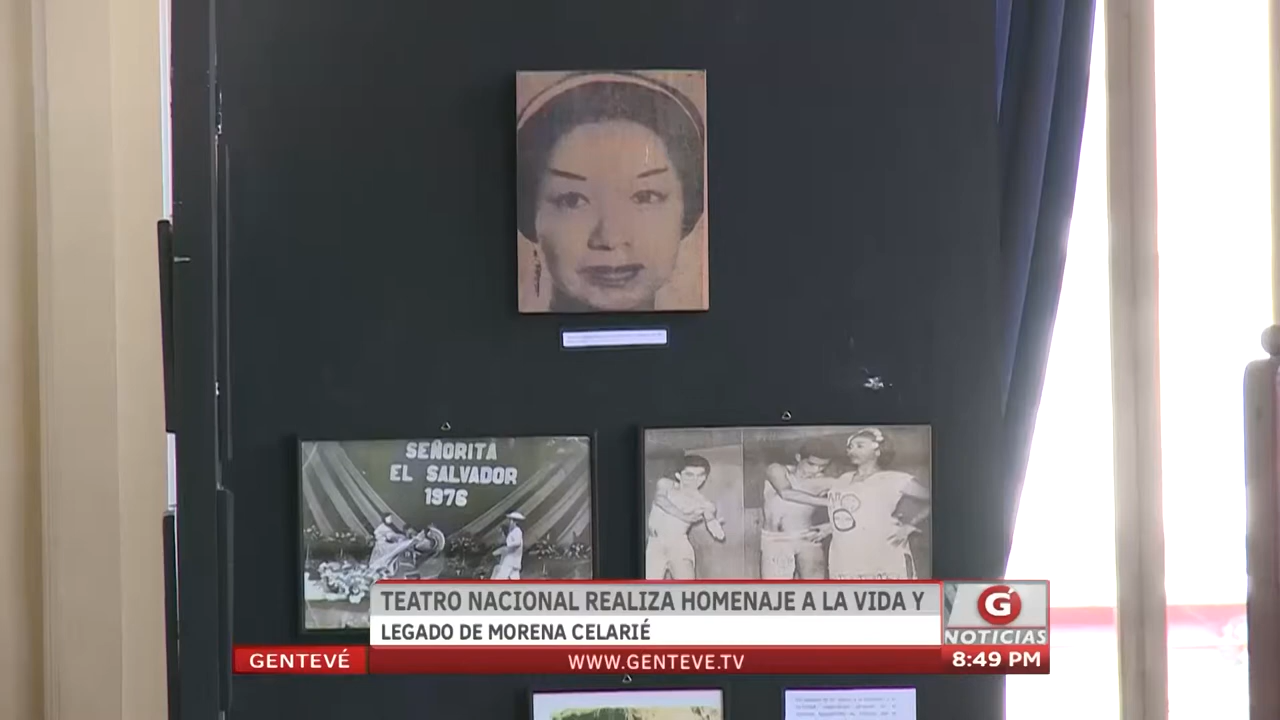 SEÑORITA
EL SALVADOR
1976
TEATRO NACIONAL REALIZA HOMENAJE A LA VIDA Y
LEGADO DE MORENA CELARIÉ
G
NOTICIAS
GENTEVÉ
WWW.GENTEVE.TV
8:49 PM